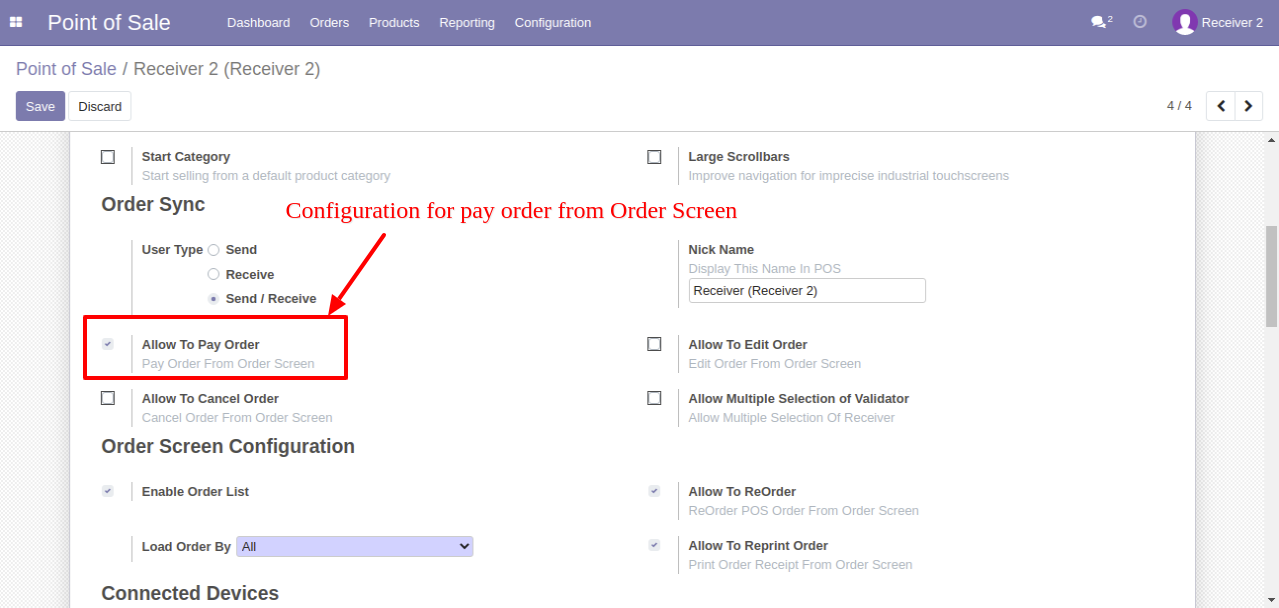 Point of Sale Dashboard Orders Products Reporting Configuration 2 Receiver 2
Point of Sale / Receiver 2 (Receiver 2)
Save Discard 4 / 4
Start Category Large Scrollbars
Start selling from a default product category Improve navigation for imprecise industrial touchscreens
Order Sync
Configuration for pay order from Order Screen
User Type Send Nick Name
Display This Name In POS
Receive
Receiver (Receiver 2)
Send / Receive
Allow To Pay Order Allow To Edit Order
Pay Order From Order Screen Edit Order From Order Screen
Allow To Cancel Order Allow Multiple Selection of Validator
Cancel Order From Order Screen Allow Multiple Selection Of Receiver
Order Screen Configuration
Enable Order List Allow To ReOrder
ReOrder POS Order From Order Screen
Load Order By All Allow To Reprint Order
Print Order Receipt From Order Screen
Connected Devices